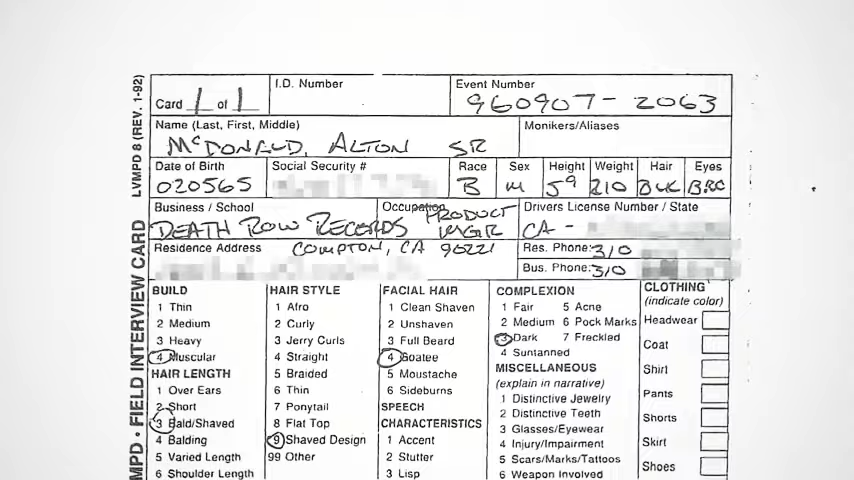 LVMPD 8 (REV. 1-92)
MPD • FIELD INTERVIEW CARD
Card 1 of 1
I.D. Number
Event Number
960907-2063
Name (Last, First, Middle)
McDONALD, ALTON SR
Monikers/Aliases
Date of Birth
020565
Social Security #
Race
B
Sex
M
Height
59
Weight
210
Hair
BLK
Eyes
BRO
Business / School
DEATH ROW RECORDS
Occupation
PRODUCT
MGR
Drivers License Number / State
CA -
Residence Address
COMPTON, CA 90221
Res. Phone: 310
Bus. Phone: 310
BUILD
1 Thin
2 Medium
3 Heavy
4 Muscular
HAIR LENGTH
1 Over Ears
2 Short
3 Bald/Shaved
4 Balding
5 Varied Length
6 Shoulder Length
HAIR STYLE
1 Afro
2 Curly
3 Jerry Curls
4 Straight
5 Braided
6 Thin
7 Ponytail
8 Flat Top
9 Shaved Design
99 Other
FACIAL HAIR
1 Clean Shaven
2 Unshaven
3 Full Beard
4 Goatee
5 Moustache
6 Sideburns
SPEECH
CHARACTERISTICS
1 Accent
2 Stutter
3 Lisp
COMPLEXION
1 Fair 5 Acne
2 Medium 6 Pock Marks
3 Dark 7 Freckled
4 Suntanned
MISCELLANEOUS
(explain in narrative)
1 Distinctive Jewelry
2 Distinctive Teeth
3 Glasses/Eyewear
4 Injury/Impairment
5 Scars/Marks/Tattoos
6 Weapon Involved
CLOTHING
(indicate color)
Headwear
Coat
Shirt
Pants
Shorts
Skirt
Shoes